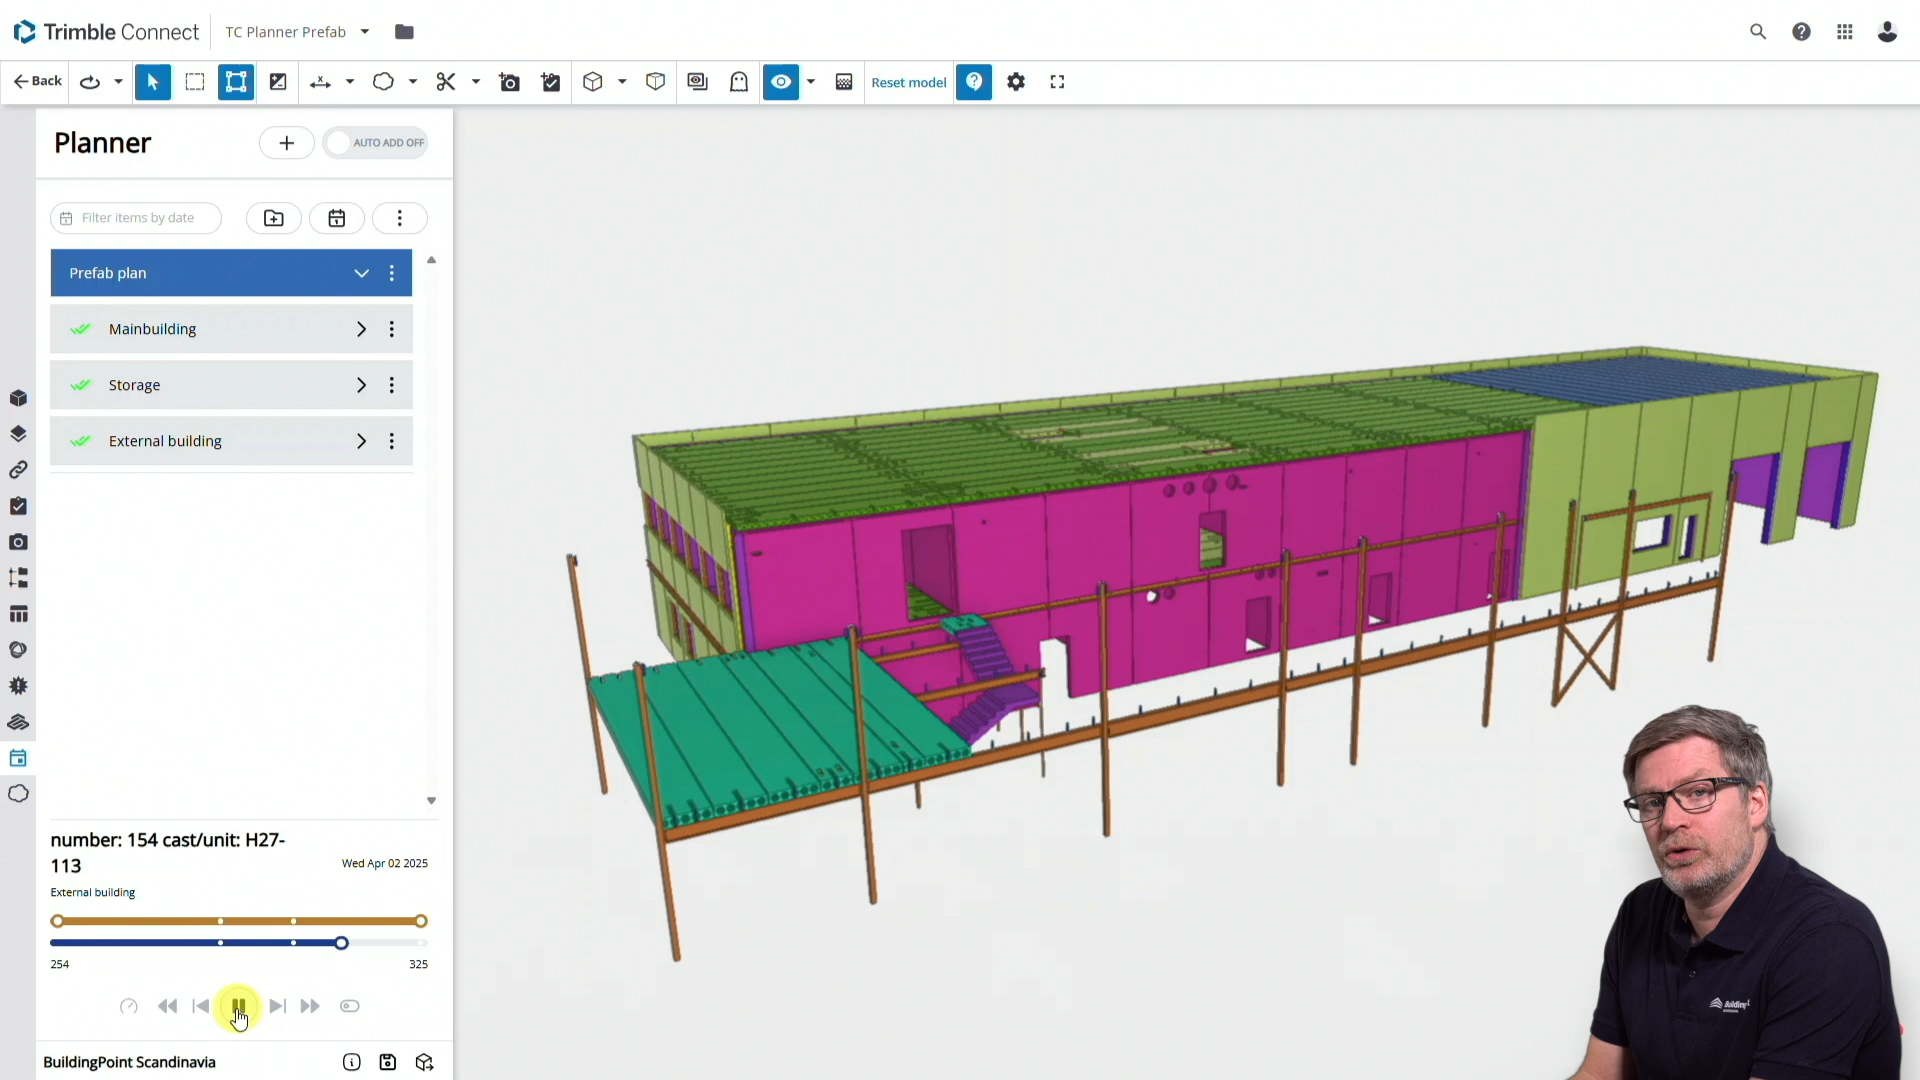 Trimble Connect
TC Planner Prefab
Back
Reset model
Planner
AUTO ADD OFF
Filter items by date
Prefab plan
Mainbuilding
Storage
External building
number: 154 cast/unit: H27-
113
Wed Apr 02 2025
External building
254
325
BuildingPoint Scandinavia